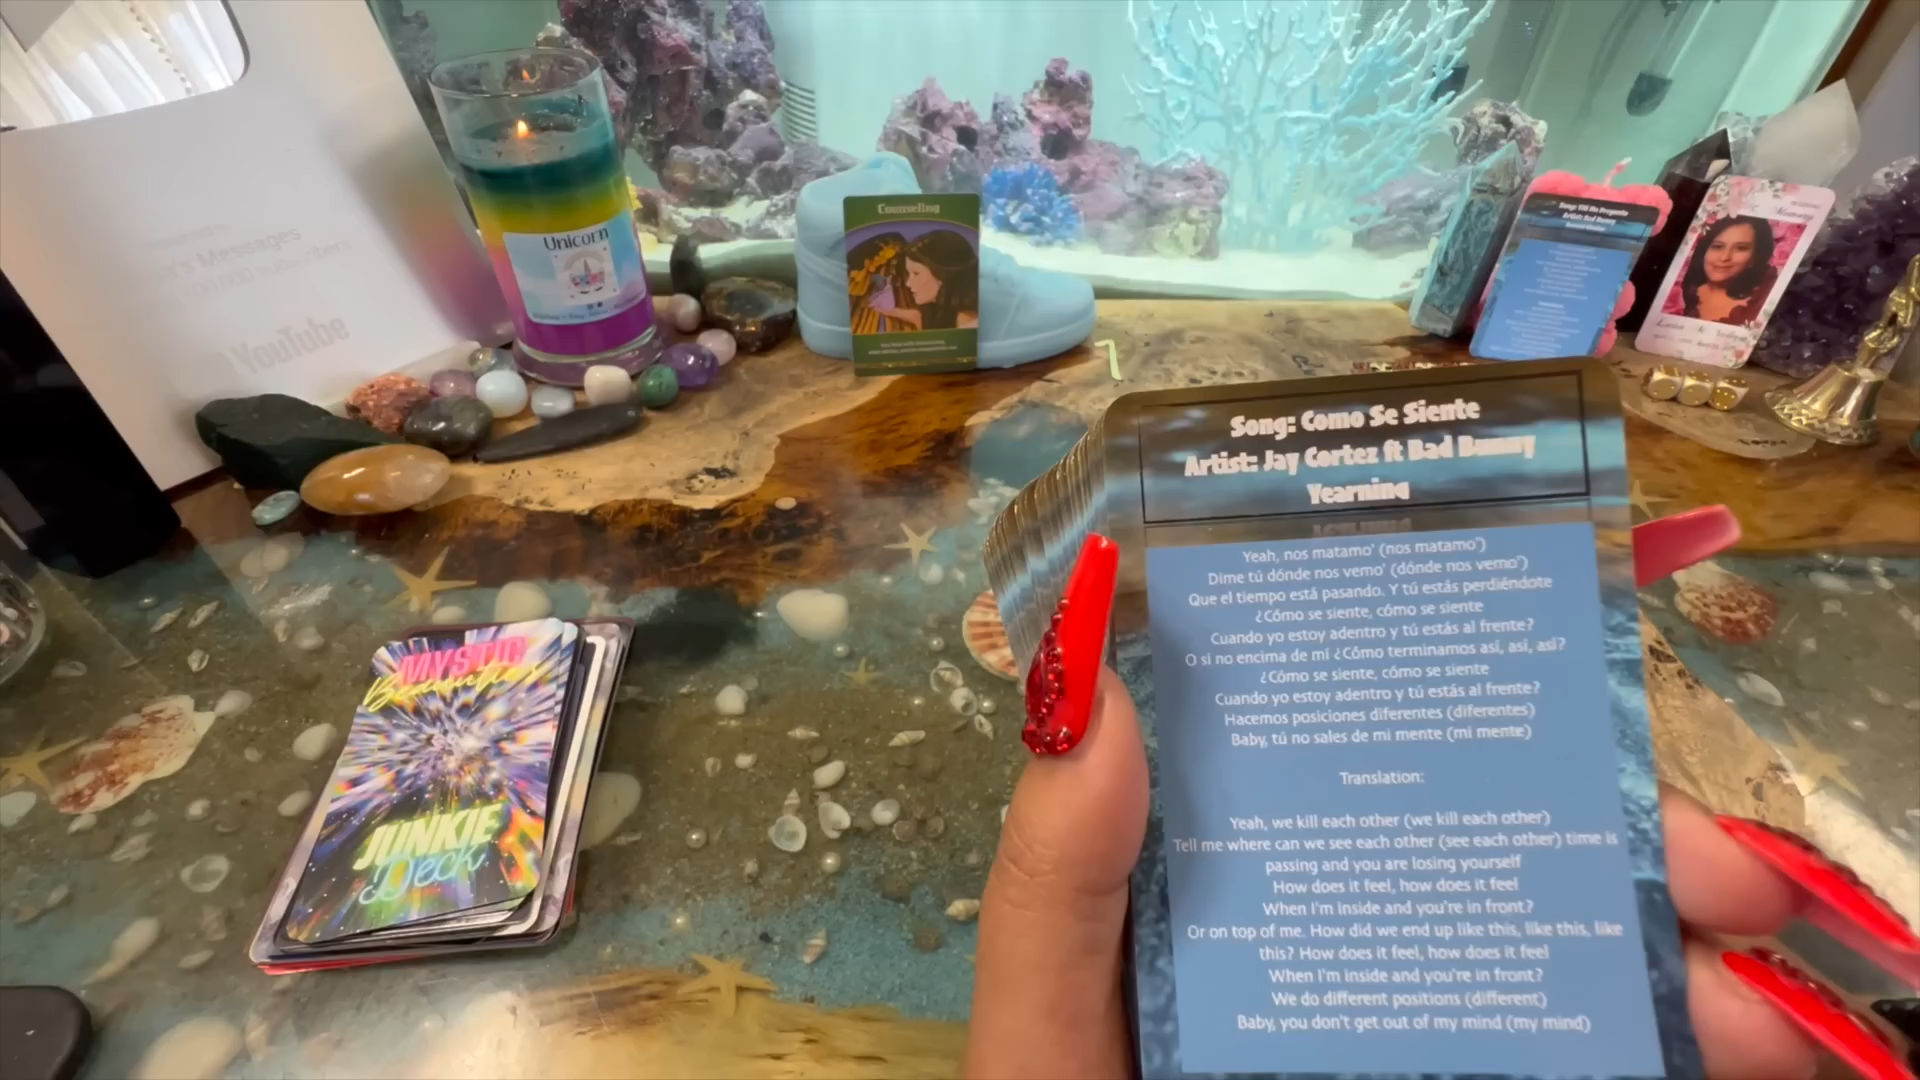 's Messages
YouTube
Unicorn
Counseling
Song: Como Se Siente
Artist: Jay Cortez ft Bad Bunny
Yearning
Yeah, nos matamo' (nos matamo')
Dime tú dónde nos vemo' (dónde nos vemo')
Que el tiempo está pasando. Y tú estás perdiéndote
¿Cómo se siente, cómo se siente
Cuando yo estoy adentro y tú estás al frente?
O si no encima de mí ¿Cómo terminamos así, así, así?
¿Cómo se siente, cómo se siente
Cuando yo estoy adentro y tú estás al frente?
Hacemos posiciones diferentes (diferentes)
Baby, tú no sales de mi mente (mi mente)
Translation:
Yeah, we kill each other (we kill each other)
Tell me where can we see each other (see each other) time is
passing and you are losing yourself
How does it feel, how does it feel
When I'm inside and you're in front?
Or on top of me. How did we end up like this, like this, like
this? How does it feel, how does it feel
When I'm inside and you're in front?
We do different positions (different)
Baby, you don't get out of my mind (my mind)
MYSTIC
JUNKIE
Deck